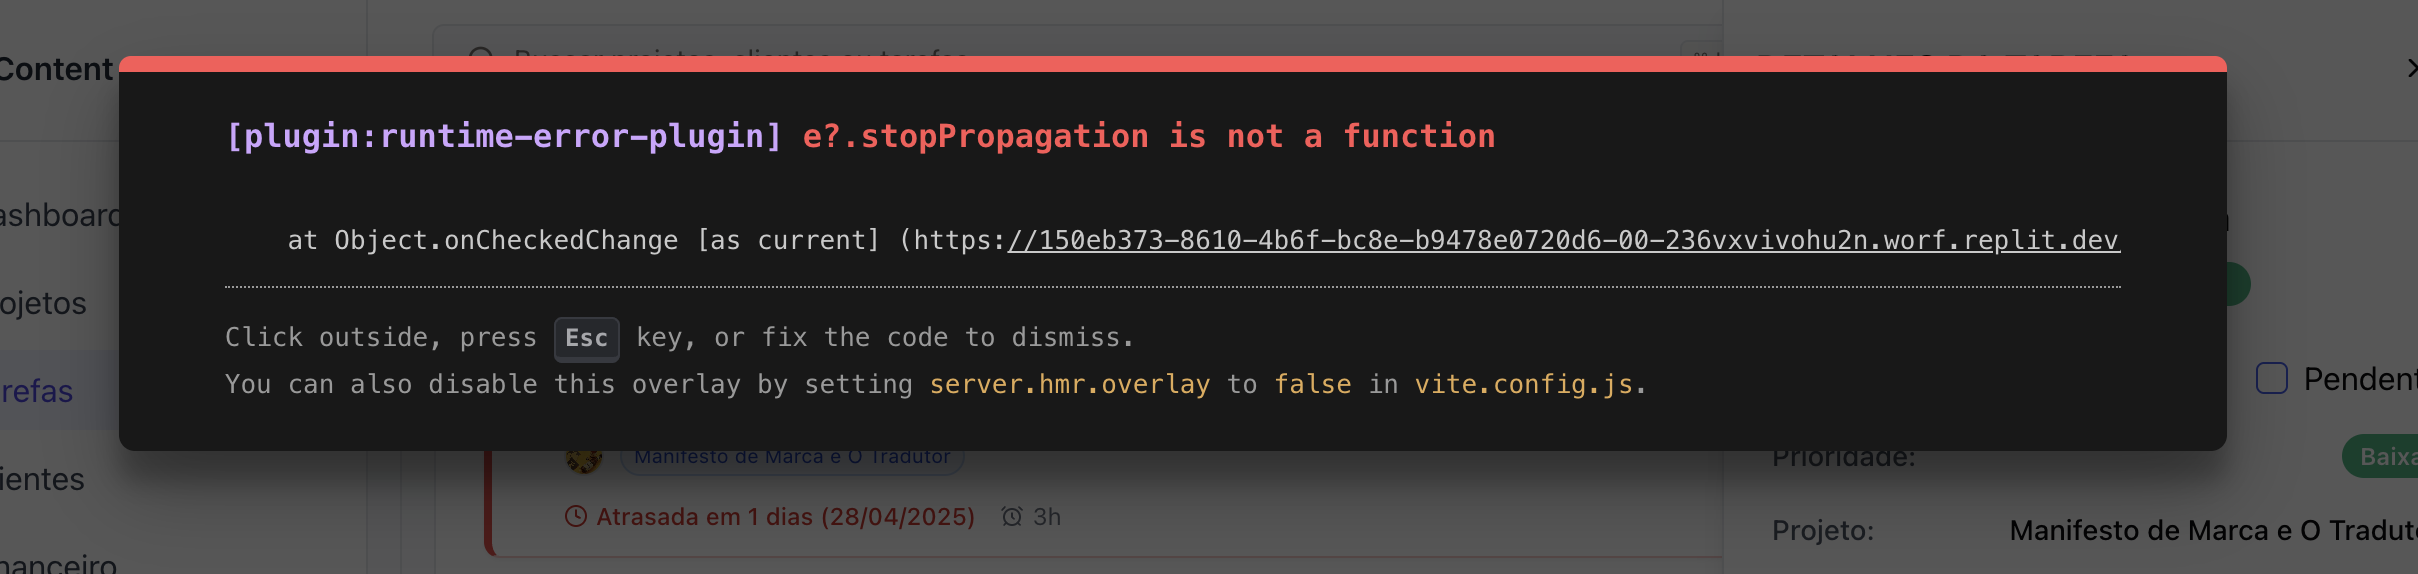 Content
[plugin:runtime-error-plugin] e?.stopPropagation is not a function
at Object.onCheckedChange [as current] (https://150eb373-8610-4b6f-bc8e-b9478e0720d6-00-236vxvivohu2n.worf.replit.dev
Click outside, press Esc key, or fix the code to dismiss.
You can also disable this overlay by setting server.hmr.overlay to false in vite.config.js.
ashboard
ojetos
refas
ientes
nanceiro
Manifesto de Marca e O Tradutor
Atrasada em 1 dias (28/04/2025) 3h
Pendent
Prioridade: Baixa
Projeto: Manifesto de Marca e O Traduto